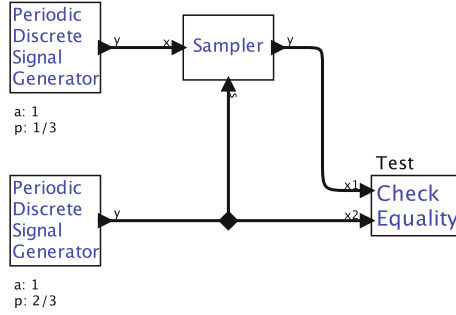 Periodic
Discrete
Signal
Generator
y
x
Sampler
y
s
a: 1
p: 1/3
Test
x1
Check
Equality
x2
Periodic
Discrete
Signal
Generator
y
a: 1
p: 2/3